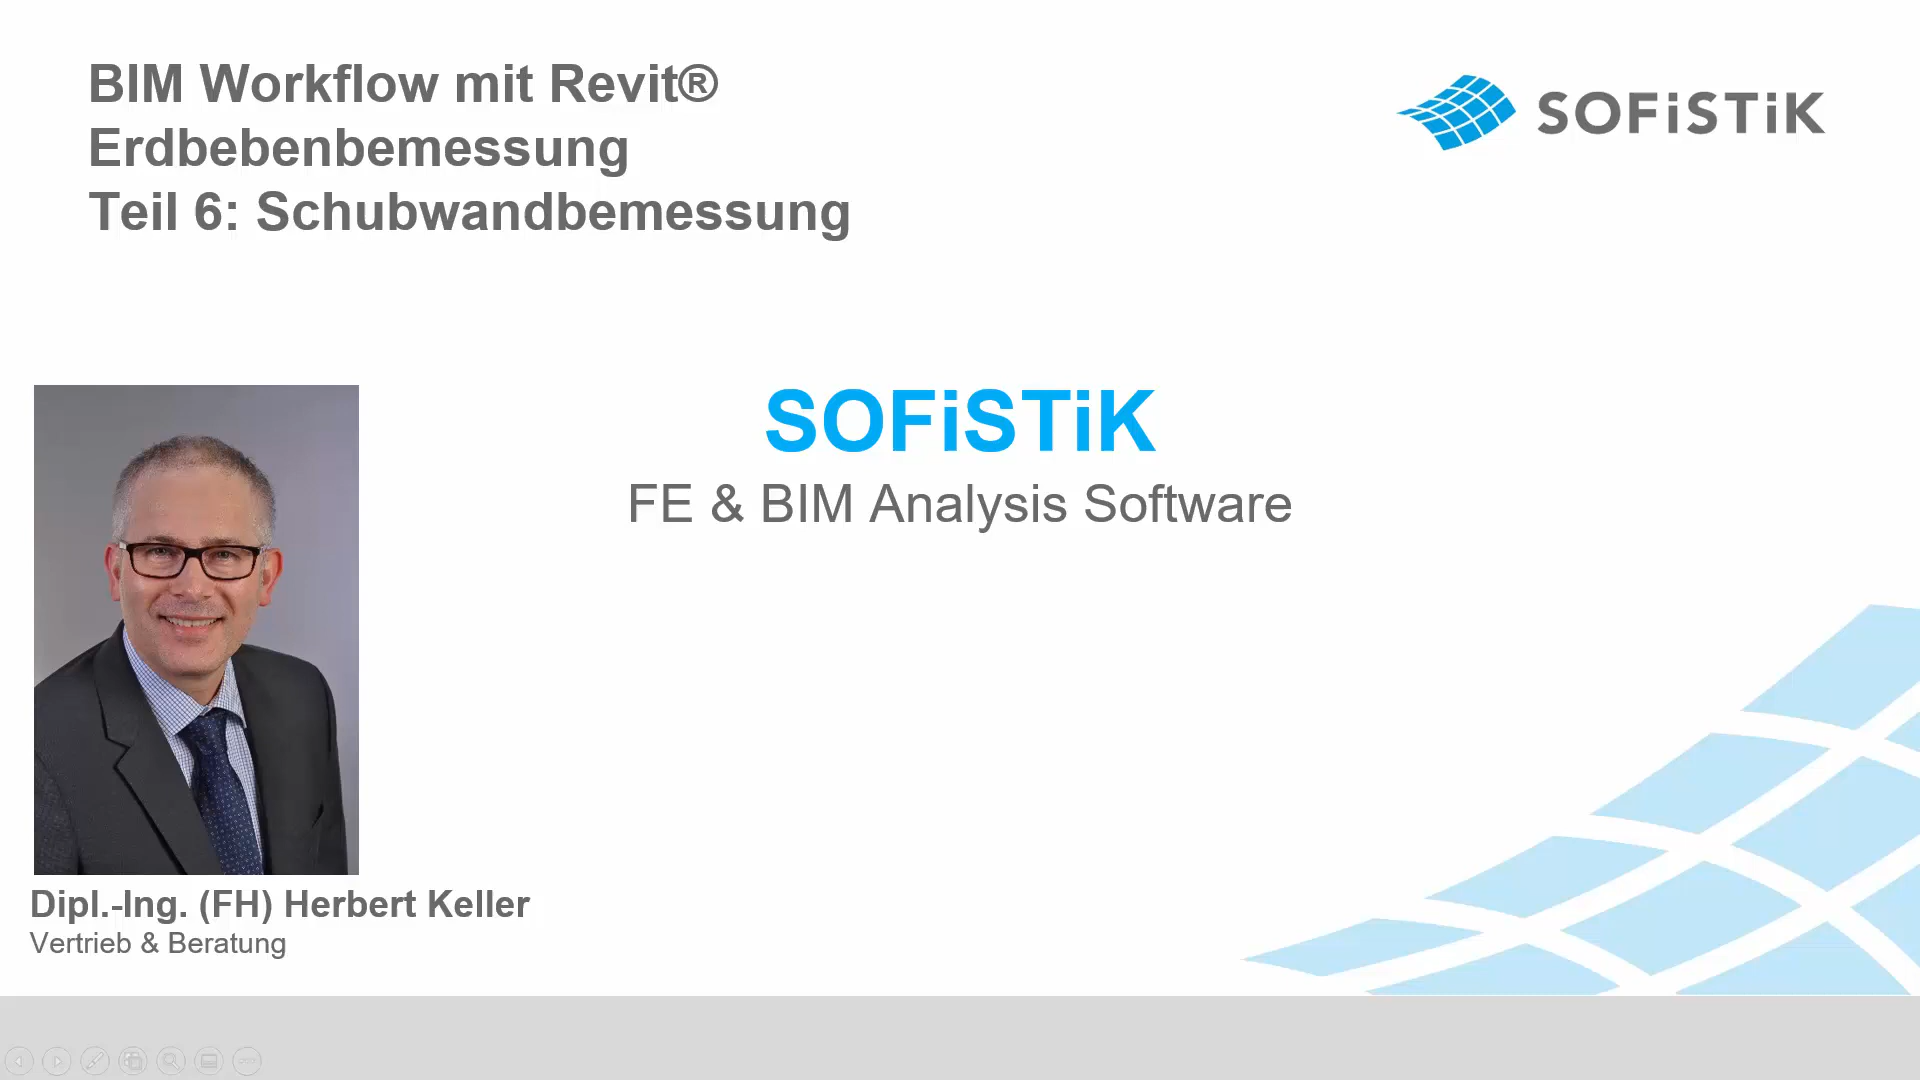 BIM Workflow mit Revit®
Erdbebenbemessung
Teil 6: Schubwandbemessung
SOFiSTiK
SOFiSTiK
FE & BIM Analysis Software
Dipl.-Ing. (FH) Herbert Keller
Vertrieb & Beratung